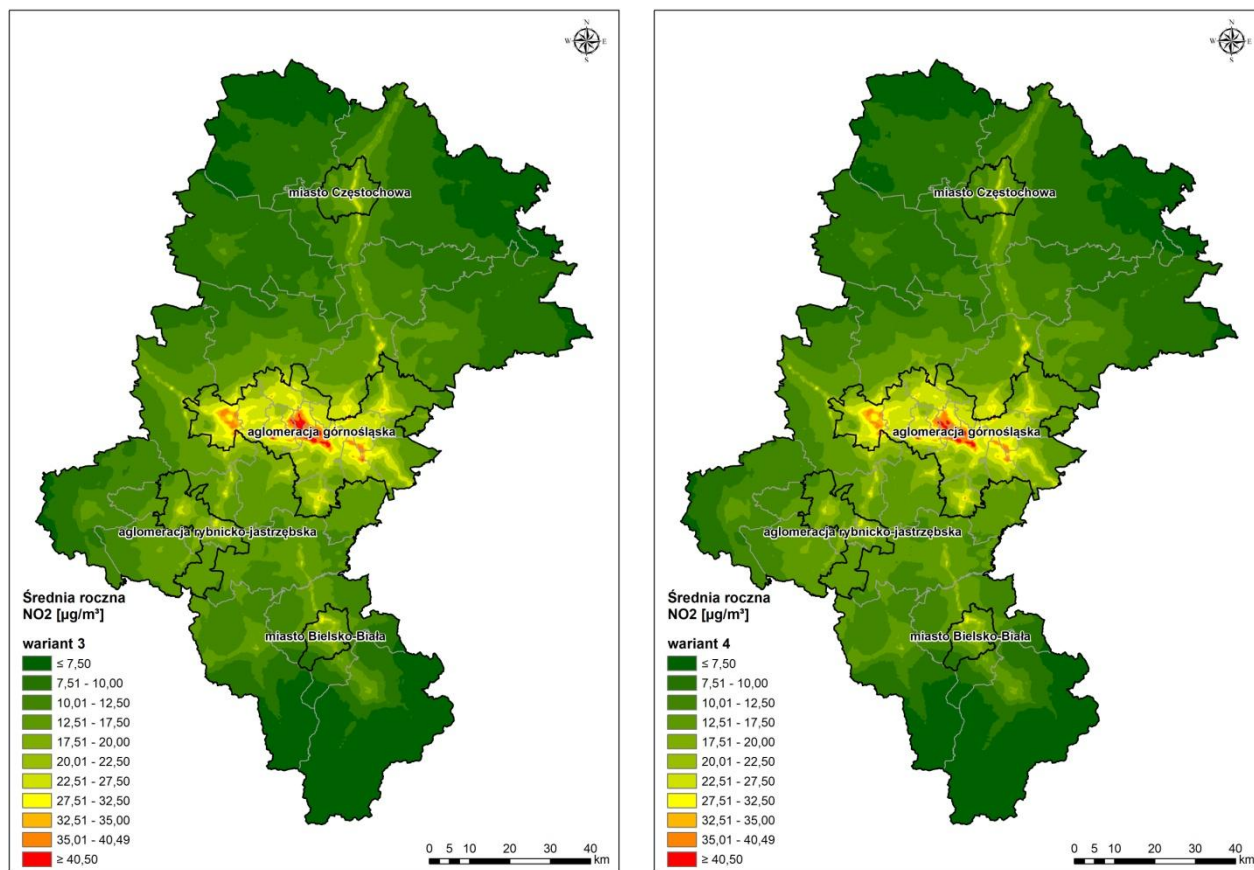 N
W E
S
miasto Częstochowa
aglomeracja górnośląska
aglomeracja rybnicko-jastrzębska
miasto Bielsko-Biała
Średnia roczna
NO2 [µg/m³]
wariant 3
≤ 7,50
7,51 - 10,00
10,01 - 12,50
12,51 - 17,50
17,51 - 20,00
20,01 - 22,50
22,51 - 27,50
27,51 - 32,50
32,51 - 35,00
35,01 - 40,49
≥ 40,50
0 5 10 20 30 40
km
N
W E
S
miasto Częstochowa
aglomeracja górnośląska
aglomeracja rybnicko-jastrzębska
miasto Bielsko-Biała
Średnia roczna
NO2 [µg/m³]
wariant 4
≤ 7,50
7,51 - 10,00
10,01 - 12,50
12,51 - 17,50
17,51 - 20,00
20,01 - 22,50
22,51 - 27,50
27,51 - 32,50
32,51 - 35,00
35,01 - 40,49
≥ 40,50
0 5 10 20 30 40
km